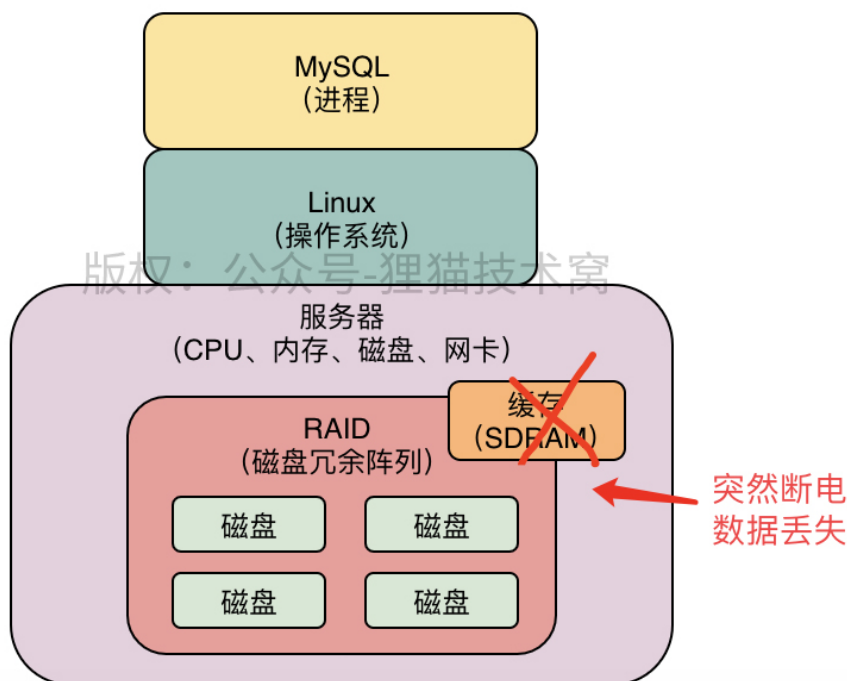 MySQL
（进程）
Linux
（操作系统）
版权：公众号-狸猫技术窝
服务器
（CPU、内存、磁盘、网卡）
缓存
（SDRAM）
RAID
（磁盘冗余阵列）
突然断电
数据丢失
磁盘
磁盘
磁盘
磁盘